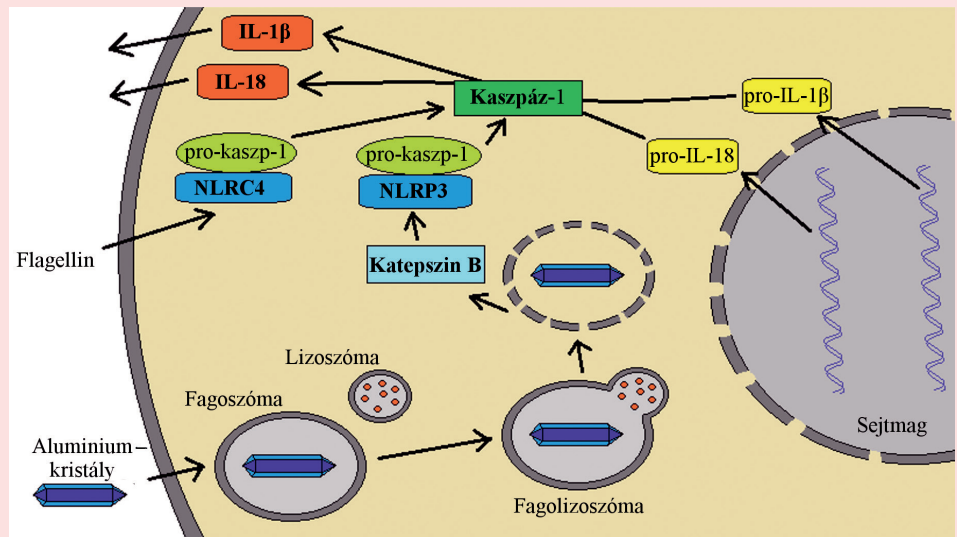 IL-1β
IL-18
Kaszpáz-1
pro-IL-1β
pro-IL-18
pro-kaszp-1
NLRC4
pro-kaszp-1
NLRP3
Flagellin
Katepszin B
Lizoszóma
Fagoszóma
Alumínium–
kristály
Fagolizoszóma
Sejtmag